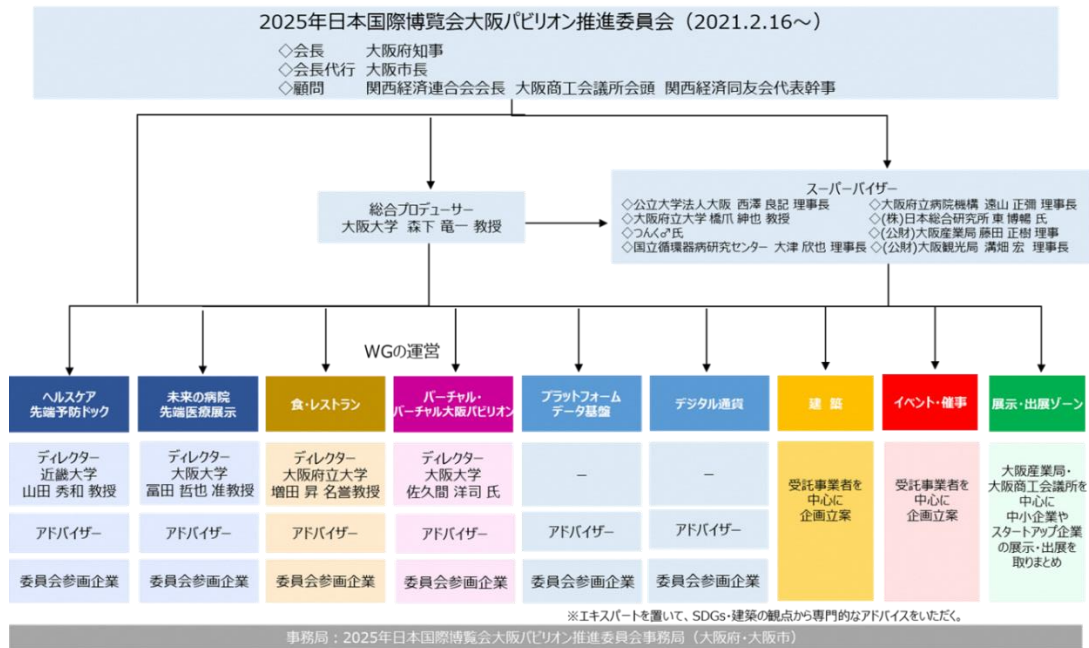 2025年日本国際博覧会大阪パビリオン推進委員会（2021.2.16～）
◇会長 大阪府知事
◇会長代行 大阪市長
◇顧問 関西経済連合会会長 大阪商工会議所会頭 関西経済同友会代表幹事
総合プロデューサー
大阪大学 森下 竜一 教授
スーパーバイザー
◇公立大学法人大阪 西澤 良記 理事長
◇大阪府立大学 橋爪 紳也 教授
◇つんく♂氏
◇国立循環器病研究センター 大津 欣也 理事長
◇大阪府立病院機構 遠山 正彌 理事長
◇(株)日本総合研究所 東 博暢 氏
◇(公財)大阪産業局 藤田 正樹 理事
◇(公財)大阪観光局 溝畑 宏 理事長
WGの運営
ヘルスケア
先端予防ドック
ディレクター
近畿大学
山田 秀和 教授
アドバイザー
委員会参画企業
未来の病院
先端医療展示
ディレクター
大阪大学
冨田 哲也 准教授
アドバイザー
委員会参画企業
食・レストラン
ディレクター
大阪府立大学
増田 昇 名誉教授
アドバイザー
委員会参画企業
バーチャル・
バーチャル大阪パビリオン
ディレクター
大阪大学
佐久間 洋司 氏
アドバイザー
委員会参画企業
プラットフォーム
データ基盤
－
アドバイザー
委員会参画企業
デジタル通貨
－
アドバイザー
委員会参画企業
建 築
受託事業者を
中心に
企画立案
イベント・催事
受託事業者を
中心に
企画立案
展示・出展ゾーン
大阪産業局・
大阪商工会議所を
中心に
中小企業や
スタートアップ企業
の展示・出展を
取りまとめ
※エキスパートを置いて、SDGs・建築の観点から専門的なアドバイスをいただく。
事務局：2025年日本国際博覧会大阪パビリオン推進委員会事務局（大阪府・大阪市）